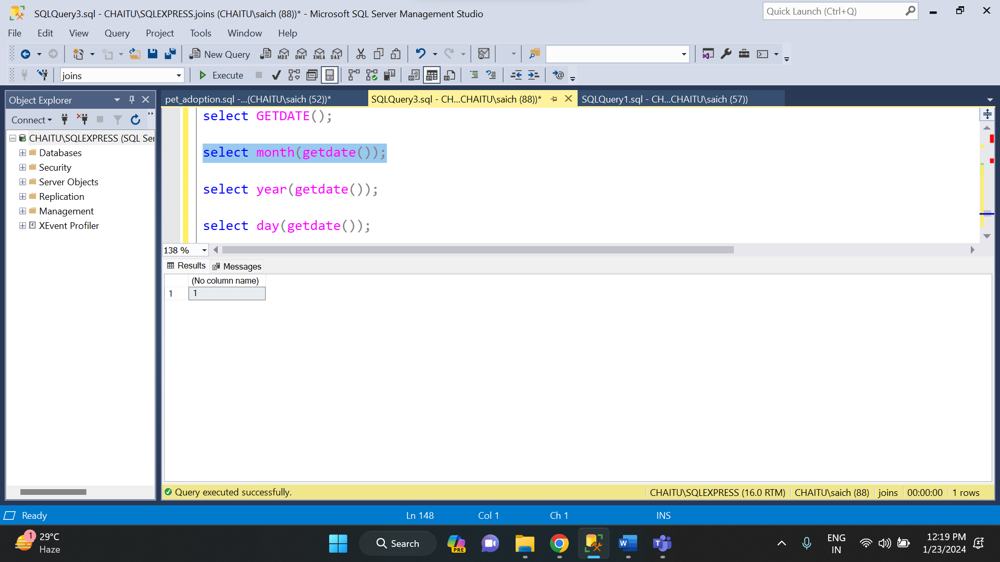 SQLQuery3.sql - CHAITU\SQLEXPRESS.joins (CHAITU\saich (88))* - Microsoft SQL Server Management Studio
Quick Launch (Ctrl+Q)
File Edit View Query Project Tools Window Help
New Query MDX DMX XMLA DAX
joins Execute
Object Explorer
pet_adoption.sql -...(CHAITU\saich (52))* SQLQuery3.sql - CH...CHAITU\saich (88))* SQLQuery1.sql - CH...CHAITU\saich (57))
Connect
CHAITU\SQLEXPRESS (SQL Ser
Databases
Security
Server Objects
Replication
Management
XEvent Profiler
select GETDATE();
select month(getdate());
select year(getdate());
select day(getdate());
138 %
Results Messages
(No column name)
1 1
Query executed successfully. CHAITU\SQLEXPRESS (16.0 RTM) CHAITU\saich (88) joins 00:00:00 1 rows
Ready Ln 148 Col 1 Ch 1 INS
1 29°C
Haze
Search
PRE
ENG
IN
12:19 PM
1/23/2024